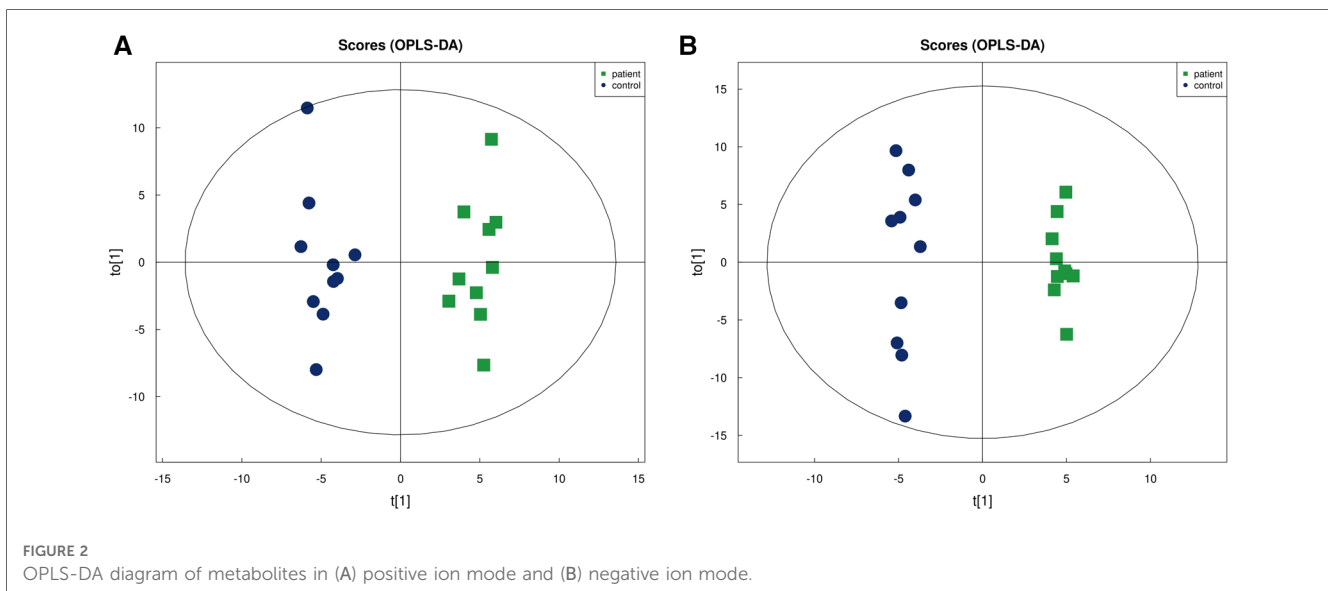 A
Scores (OPLS-DA)
patient
control
10
5
0
-5
-10
to[1]
-15 -10 -5 0 5 10 15
t[1]
B
Scores (OPLS-DA)
patient
control
15
10
5
0
-5
-10
-15
to[1]
-10 -5 0 5 10
t[1]
FIGURE 2
OPLS-DA diagram of metabolites in (A) positive ion mode and (B) negative ion mode.